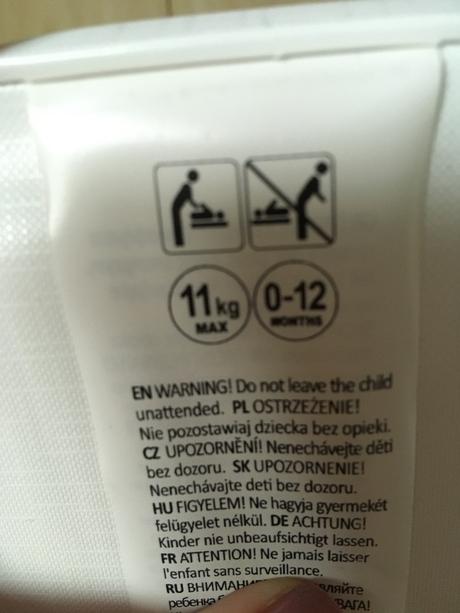 11kg MAX
0-12 MONTHS
EN WARNING! Do not leave the child
unattended. PL OSTRZEŻENIE!
Nie pozostawiaj dziecka bez opieki.
CZ UPOZORNĚNÍ! Nenechávejte děti
bez dozoru. SK UPOZORNENIE!
Nenechávajte deti bez dozoru.
HU FIGYELEM! Ne hagyja gyermekét
felügyelet nélkül. DE ACHTUNG!
Kinder nie unbeaufsichtigt lassen.
FR ATTENTION! Ne jamais laisser
l'enfant sans surveillance.
RU